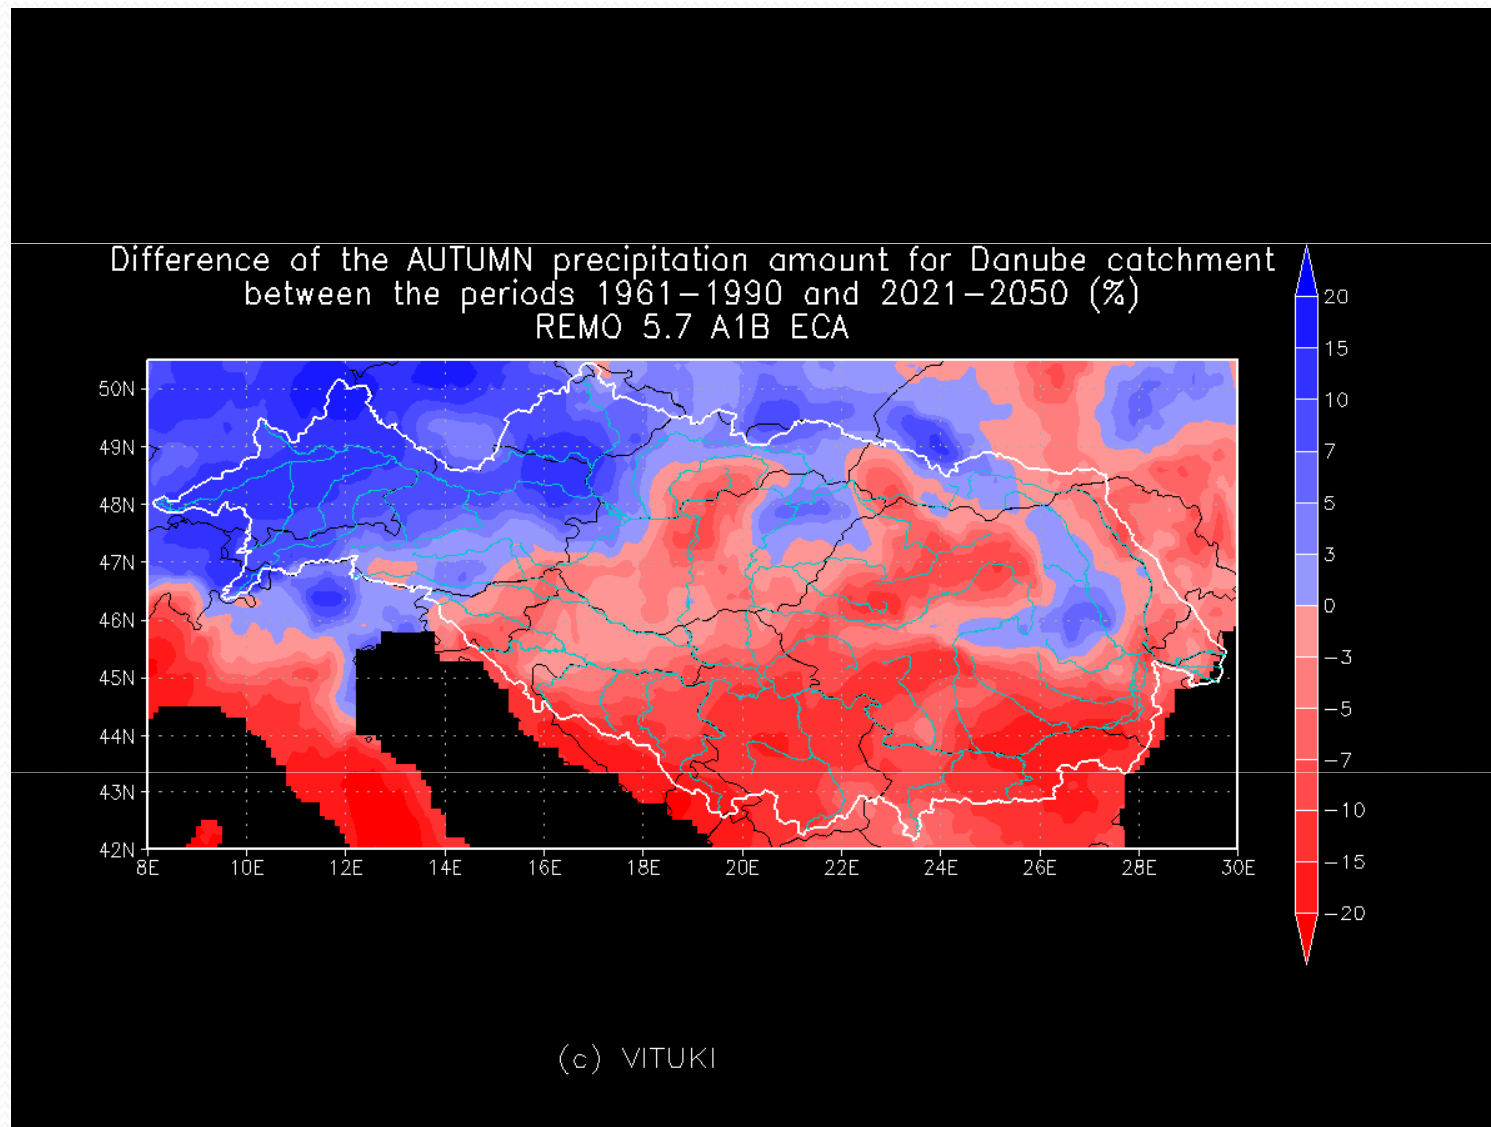 Difference of the AUTUMN precipitation amount for Danube catchment
between the periods 1961-1990 and 2021-2050 (%)
REMO 5.7 A1B ECA
20
15
10
7
5
3
0
-3
-5
-7
-10
-15
-20
50N
49N
48N
47N
46N
45N
44N
43N
42N
8E 10E 12E 14E 16E 18E 20E 22E 24E 26E 28E 30E
(c) VITUKI